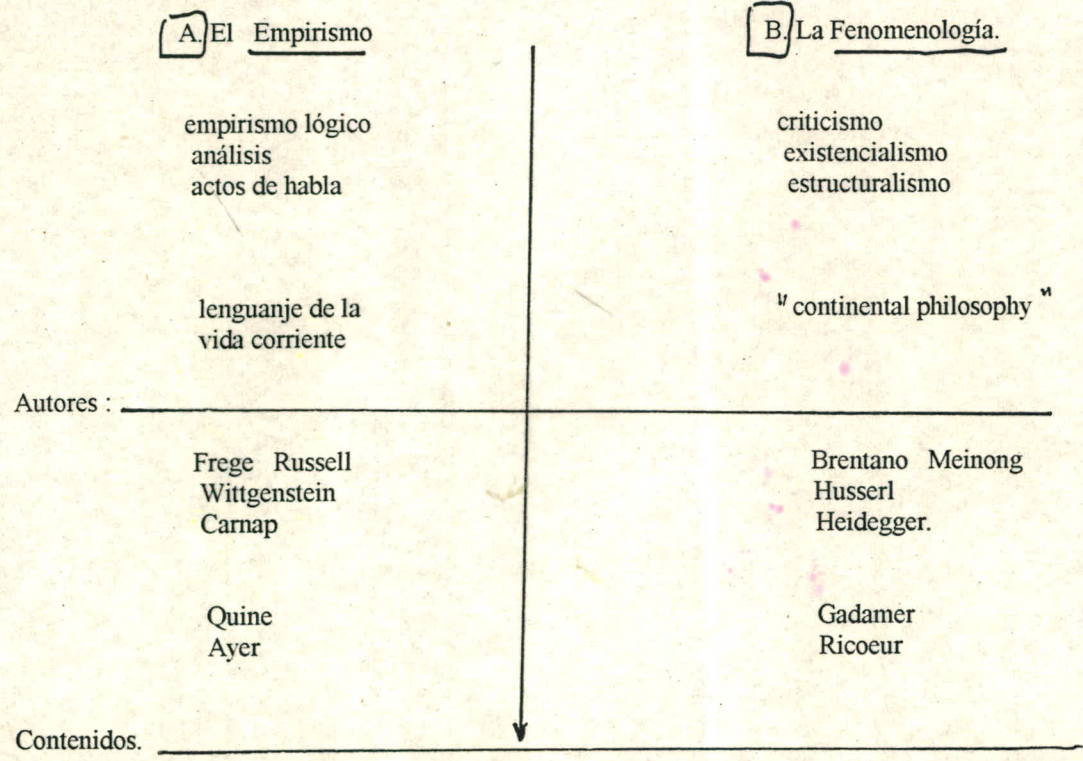 A. El Empirismo
B. La Fenomenología.
empirismo lógico
análisis
actos de habla
criticismo
existencialismo
estructuralismo
lenguanje de la
vida corriente
" continental philosophy "
Autores :
Frege Russell
Wittgenstein
Carnap
Brentano Meinong
Husserl
Heidegger.
Quine
Ayer
Gadamer
Ricoeur
Contenidos.